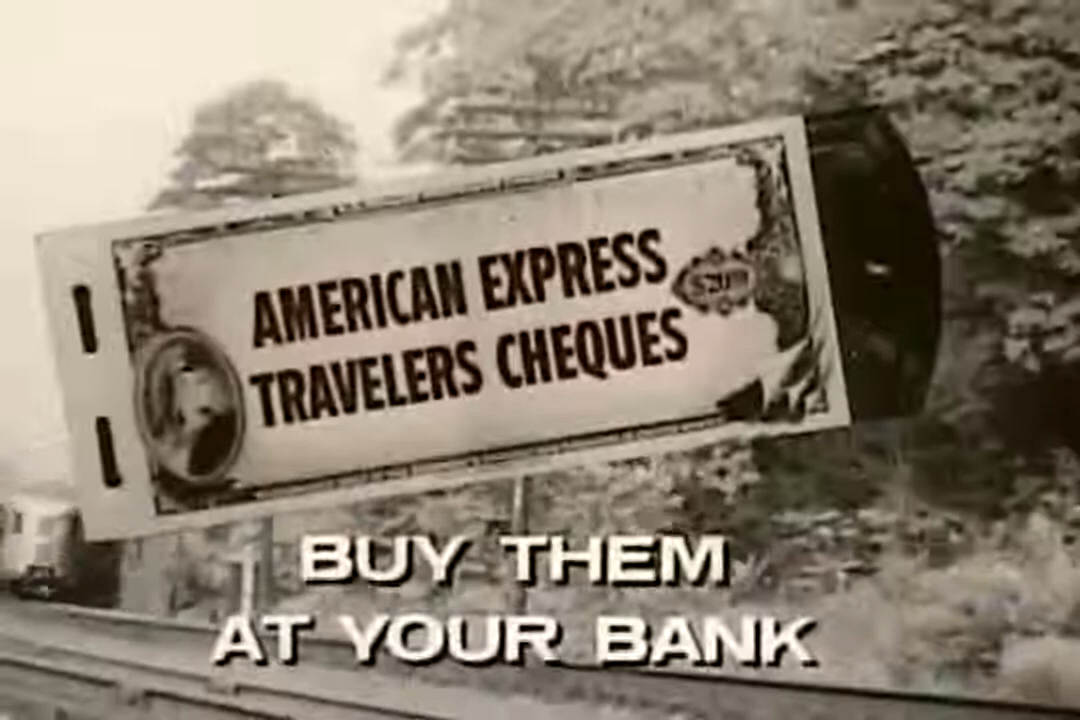 AMERICAN EXPRESS
TRAVELERS CHEQUES
BUY THEM
AT YOUR BANK